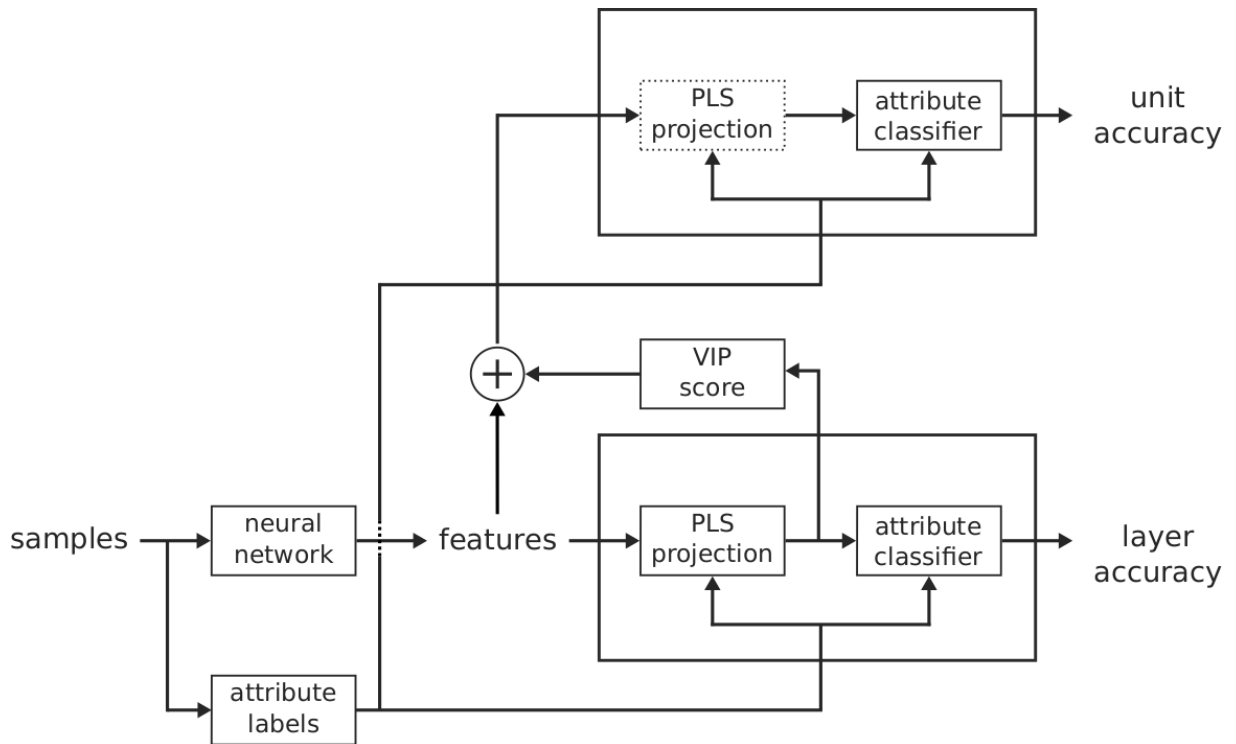 PLS
projection
attribute
classifier
unit
accuracy
VIP
score
samples
neural
network
features
PLS
projection
attribute
classifier
layer
accuracy
attribute
labels